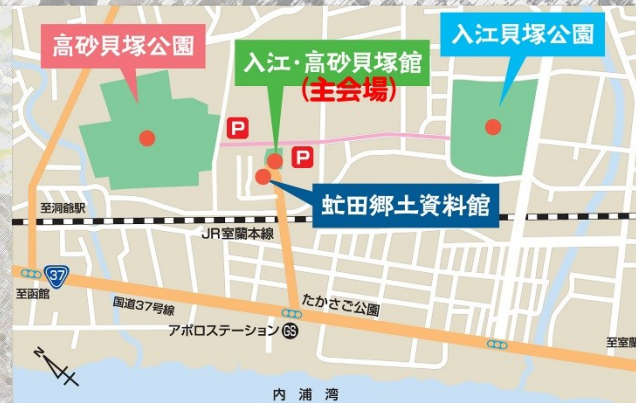 高砂貝塚公園
入江・高砂貝塚館
(主会場)
入江貝塚公園
P
P
虻田郷土資料館
至洞爺駅
JR室蘭本線
37
至函館
国道37号線
たかさご公園
アポロステーション GS
至室蘭
N
内浦湾